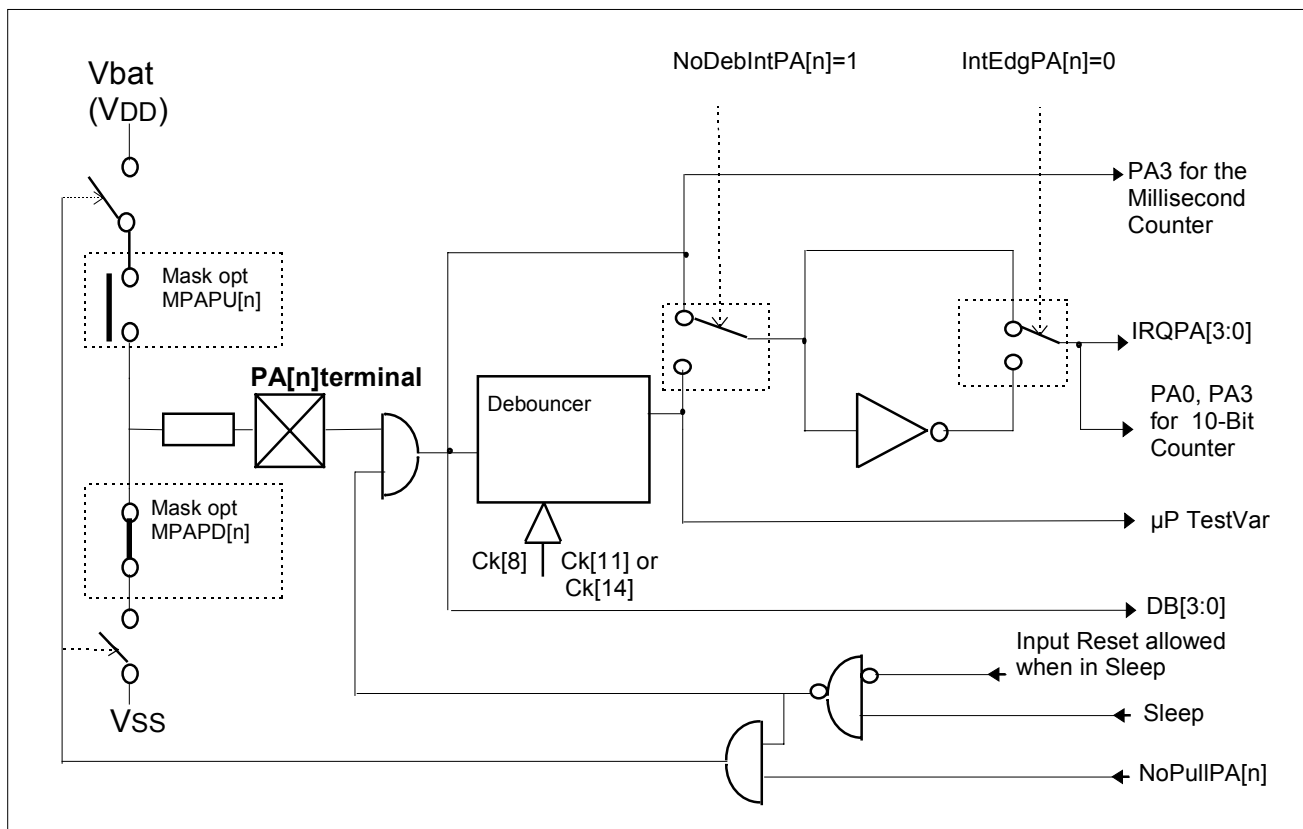 Vbat
(VDD)
NoDebIntPA[n]=1
IntEdgPA[n]=0
PA3 for the
Millisecond
Counter
Mask opt
MPAPU[n]
IRQPA[3:0]
PA[n]terminal
Debouncer
PA0, PA3
for 10-Bit
Counter
Mask opt
MPAPD[n]
µP TestVar
Ck[8]
Ck[11] or
Ck[14]
DB[3:0]
Input Reset allowed
when in Sleep
Sleep
VSS
NoPullPA[n]